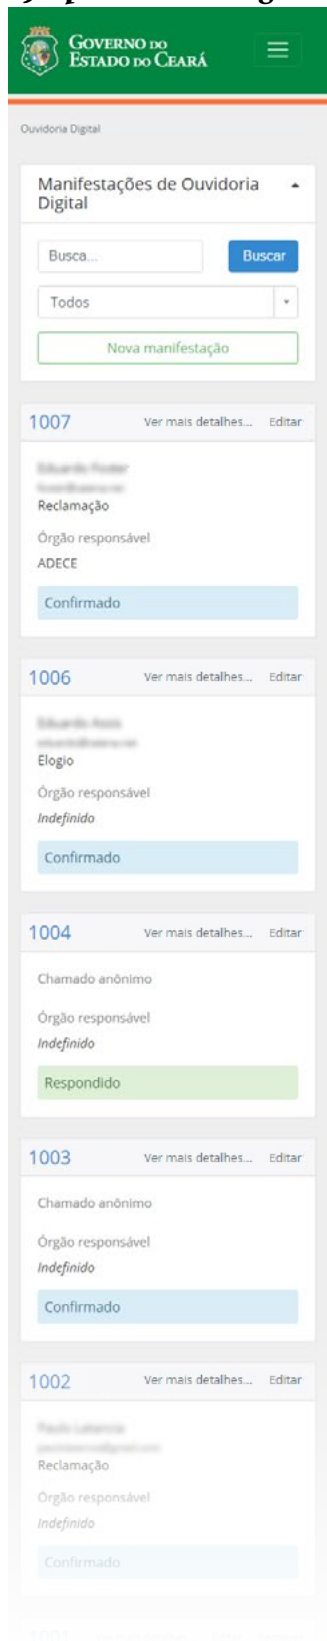 GOVERNO DO
ESTADO DO CEARÁ
Ouvidoria Digital
Manifestações de Ouvidoria
Digital
Busca...
Buscar
Todos
Nova manifestação
1007 Ver mais detalhes... Editar
Reclamação
Órgão responsável
ADECE
Confirmado
1006 Ver mais detalhes... Editar
Elogio
Órgão responsável
Indefinido
Confirmado
1004 Ver mais detalhes... Editar
Chamado anônimo
Órgão responsável
Indefinido
Respondido
1003 Ver mais detalhes... Editar
Chamado anônimo
Órgão responsável
Indefinido
Confirmado
1002 Ver mais detalhes... Editar
Reclamação
Órgão responsável
Indefinido
Confirmado